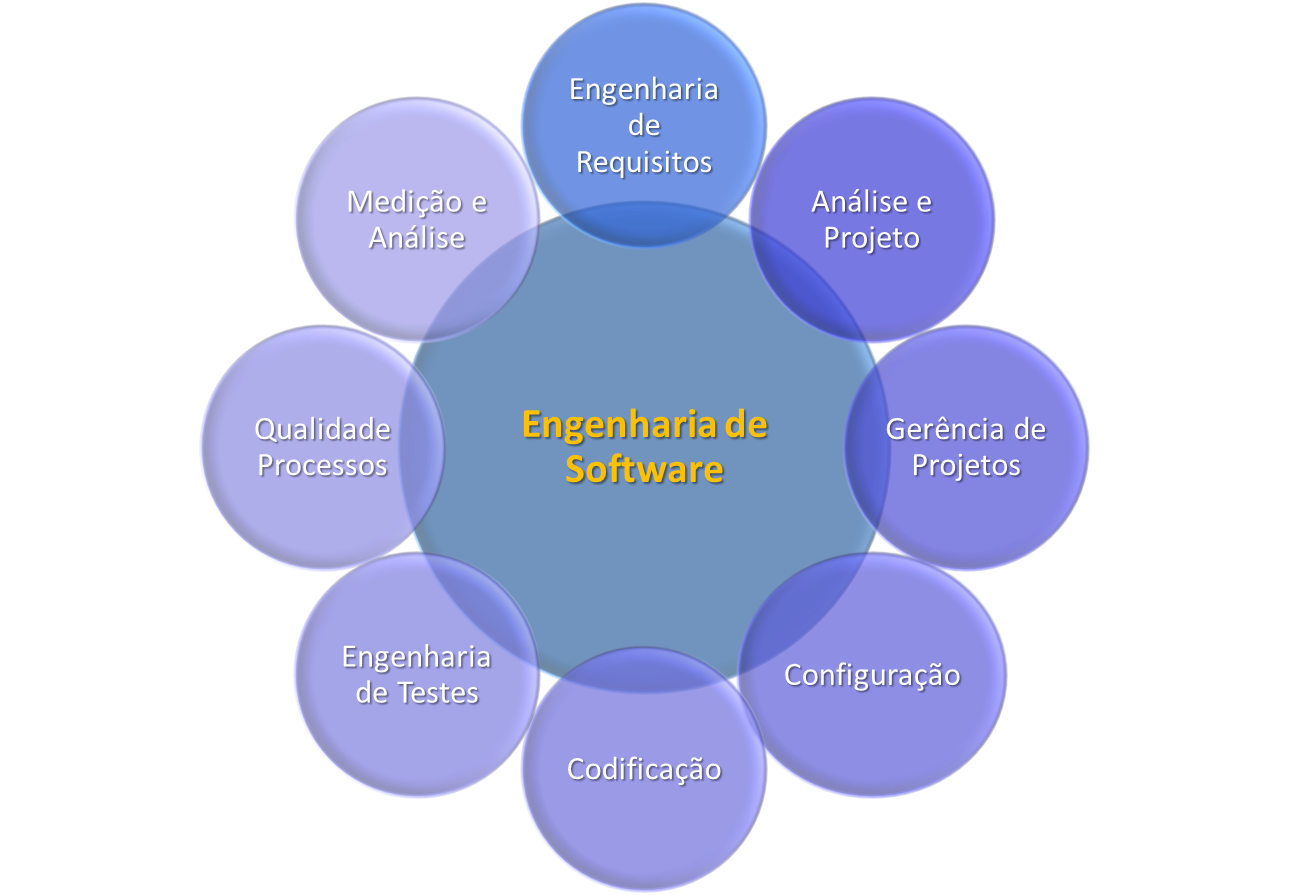 Engenharia
de
Requisitos
Análise e
Projeto
Gerência de
Projetos
Configuração
Codificação
Engenharia
de Testes
Qualidade
Processos
Medição e
Análise
Engenharia de
Software